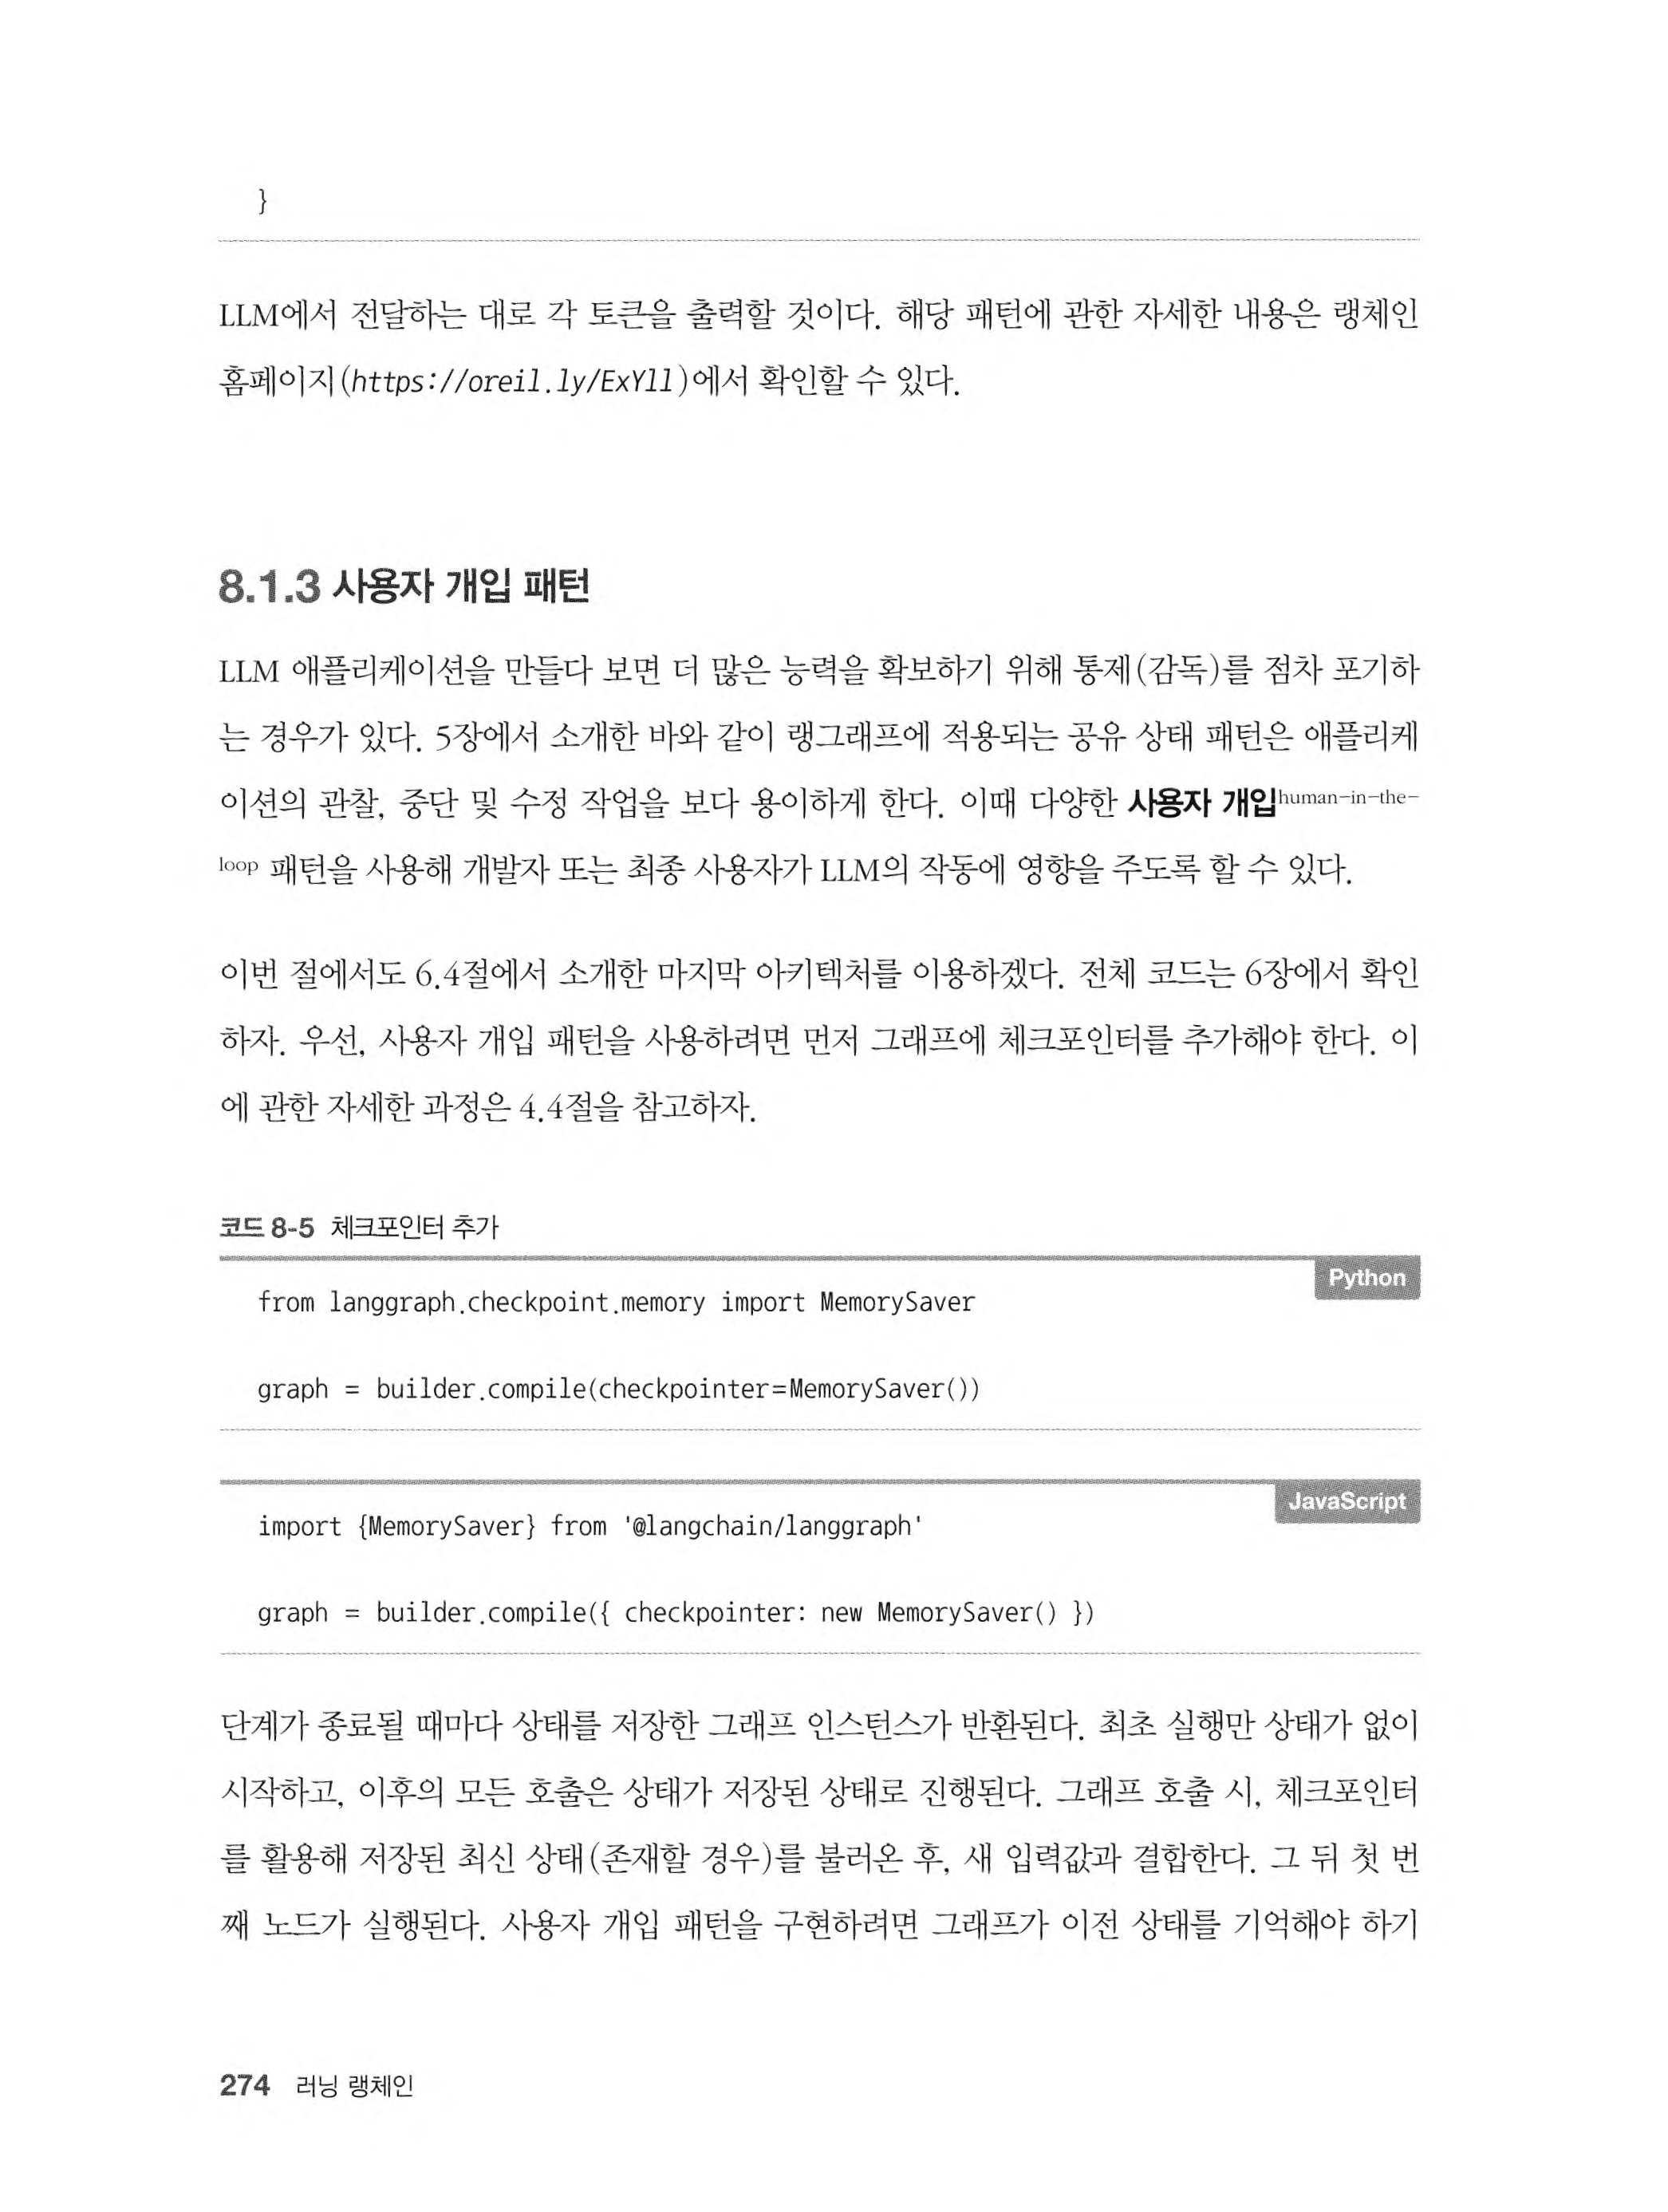 }
LLM에서 전달하는 대로 각 토큰을 출력할 것이다. 해당 패턴에 관한 자세한 내용은 랭체인
홈페이지(https://oreil.ly/ExYll)에서 확인할 수 있다.
8.1.3 사용자 개입 패턴
LLM 애플리케이션을 만들다 보면 더 많은 능력을 확보하기 위해 통제(감독)를 점차 포기하
는 경우가 있다. 5장에서 소개한 바와 같이 랭그래프에 적용되는 공유 상태 패턴은 애플리케
이션의 관찰, 중단 및 수정 작업을 보다 용이하게 한다. 이때 다양한 사용자 개입human-in-the-
loop 패턴을 사용해 개발자 또는 최종 사용자가 LLM의 작동에 영향을 주도록 할 수 있다.
이번 절에서도 6.4절에서 소개한 마지막 아키텍처를 이용하겠다. 전체 코드는 6장에서 확인
하자. 우선, 사용자 개입 패턴을 사용하려면 먼저 그래프에 체크포인터를 추가해야 한다. 이
에 관한 자세한 과정은 4.4절을 참고하자.
코드 8-5 체크포인터 추가
Python
from langgraph.checkpoint.memory import MemorySaver
graph = builder.compile(checkpointer=MemorySaver())
JavaScript
import {MemorySaver} from '@langchain/langgraph'
graph = builder.compile({ checkpointer: new MemorySaver() })
단계가 종료될 때마다 상태를 저장한 그래프 인스턴스가 반환된다. 최초 실행만 상태가 없이
시작하고, 이후의 모든 호출은 상태가 저장된 상태로 진행된다. 그래프 호출 시, 체크포인터
를 활용해 저장된 최신 상태(존재할 경우)를 불러온 후, 새 입력값과 결합한다. 그 뒤 첫 번
째 노드가 실행된다. 사용자 개입 패턴을 구현하려면 그래프가 이전 상태를 기억해야 하기
274 러닝 랭체인